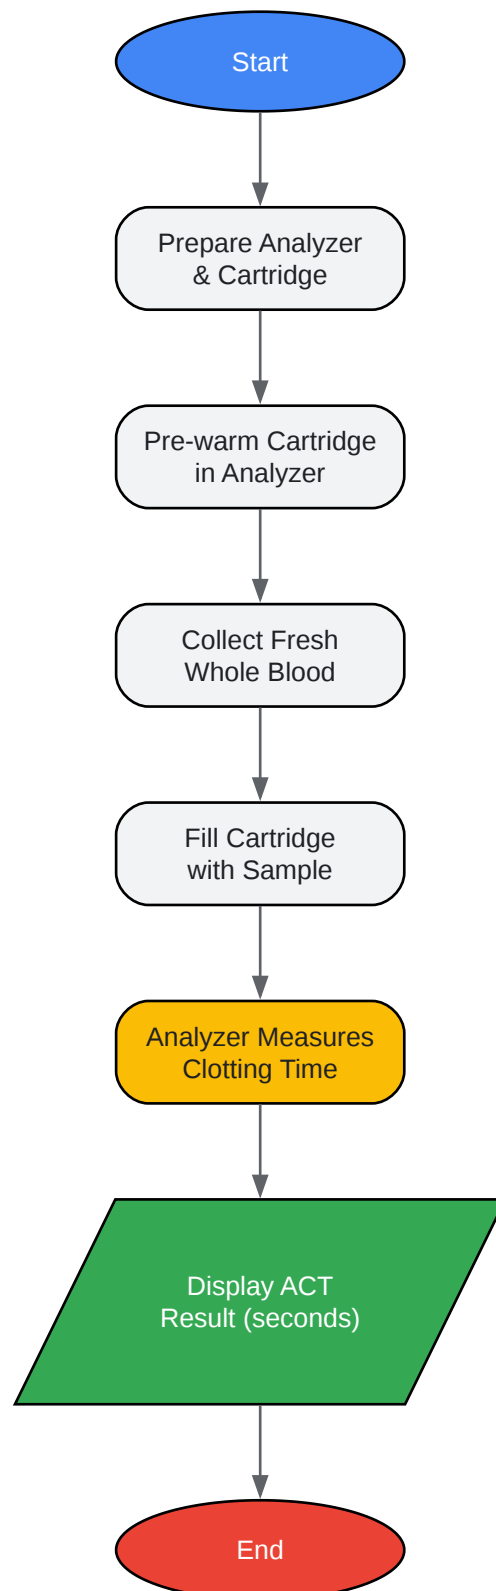 Start
Prepare Analyzer
& Cartridge
Pre-warm Cartridge
in Analyzer
Collect Fresh
Whole Blood
Fill Cartridge
with Sample
Analyzer Measures
Clotting Time
Display ACT
Result (seconds)
End